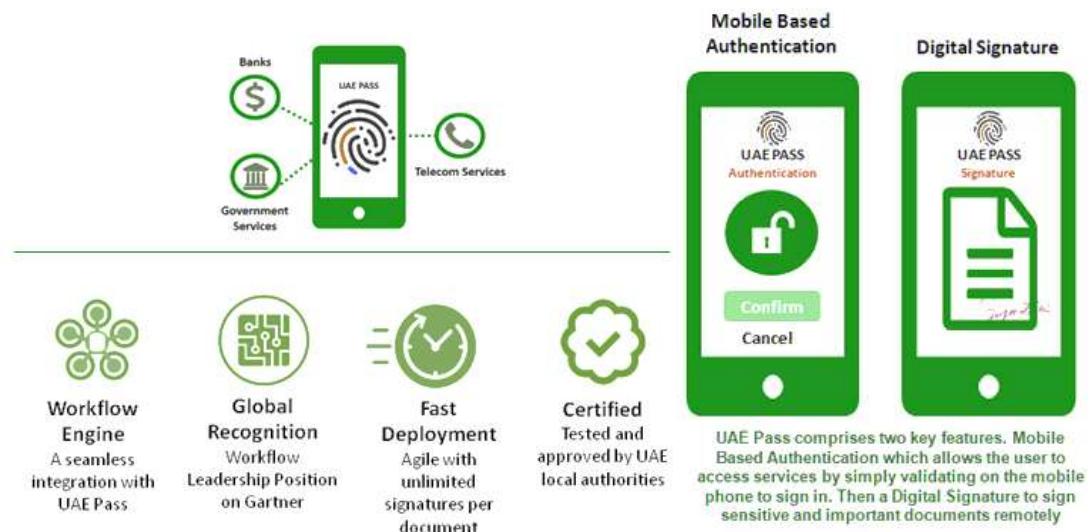 Banks
UAE PASS
Telecom Services
Government
Services
Workflow
Engine
A seamless
integration with
UAE Pass
Global
Recognition
Workflow
Leadership Position
on Gartner
Fast
Deployment
Agile with
unlimited
signatures per
document
Certified
Tested and
approved by UAE
local authorities
Mobile Based
Authentication
UAE PASS
Authentication
Confirm
Cancel
Digital Signature
UAE PASS
Signature
UAE Pass comprises two key features. Mobile
Based Authentication which allows the user to
access services by simply validating on the mobile
phone to sign in. Then a Digital Signature to sign
sensitive and important documents remotely